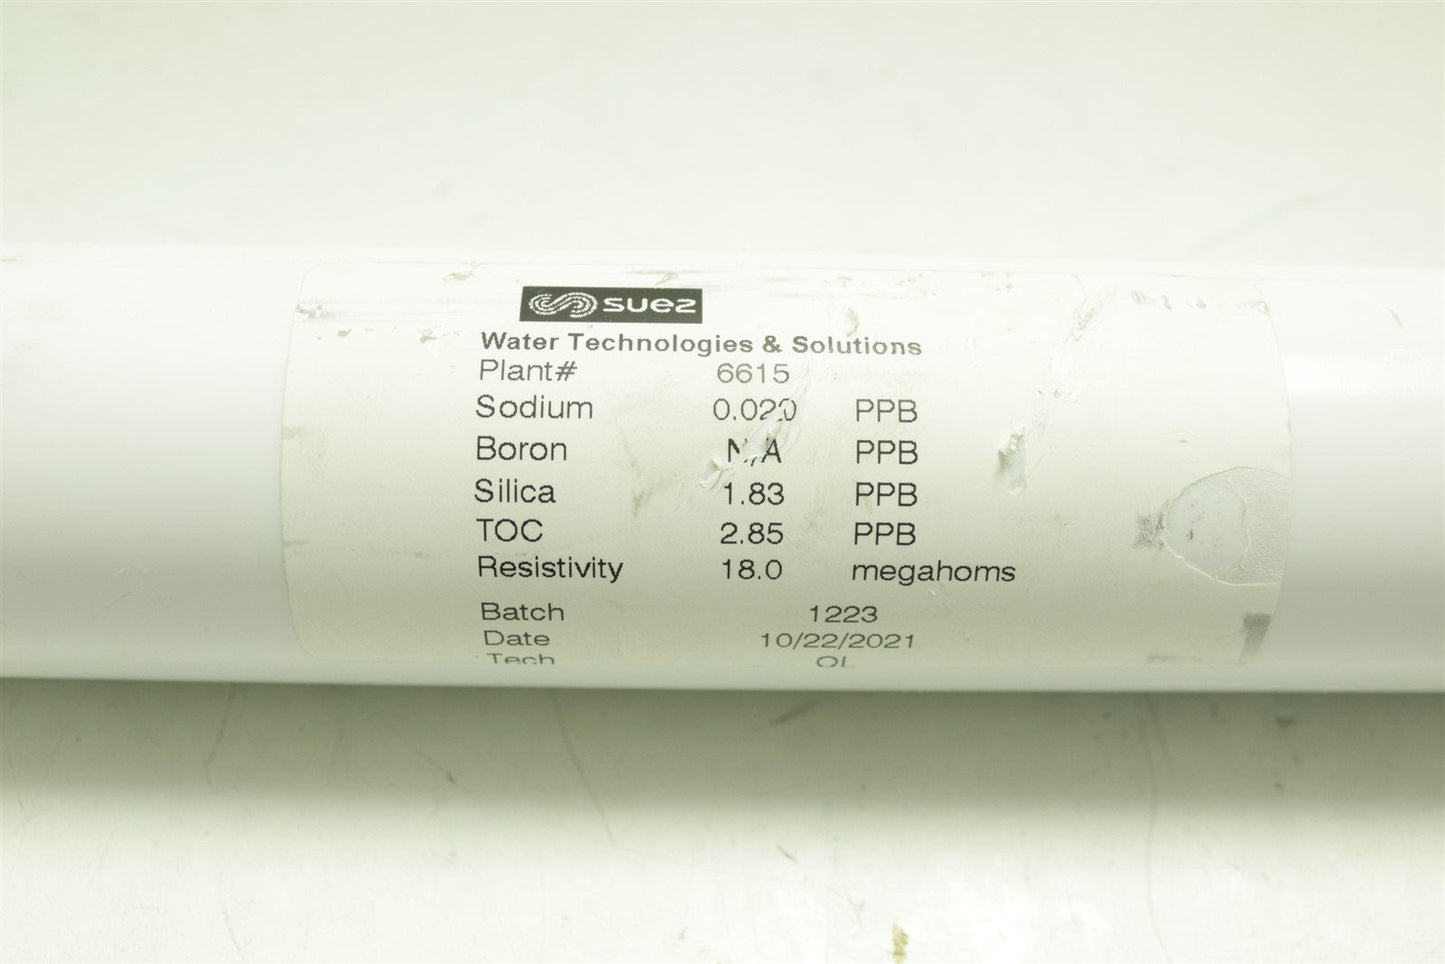 suez
Water Technologies & Solutions
Plant# 6615
Sodium 0.020 PPB
Boron N/A PPB
Silica 1.83 PPB
TOC 2.85 PPB
Resistivity 18.0 megahoms
Batch 1223
Date 10/22/2021
Tech